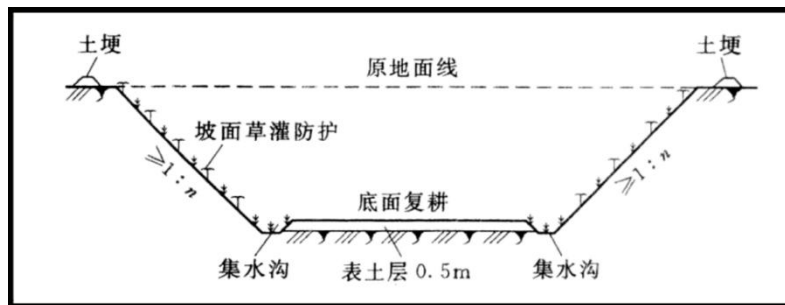 土埂
土埂
原地面线
坡面草灌防护
≥1:n
≥1:n
底面复耕
集水沟
表土层 0.5m
集水沟